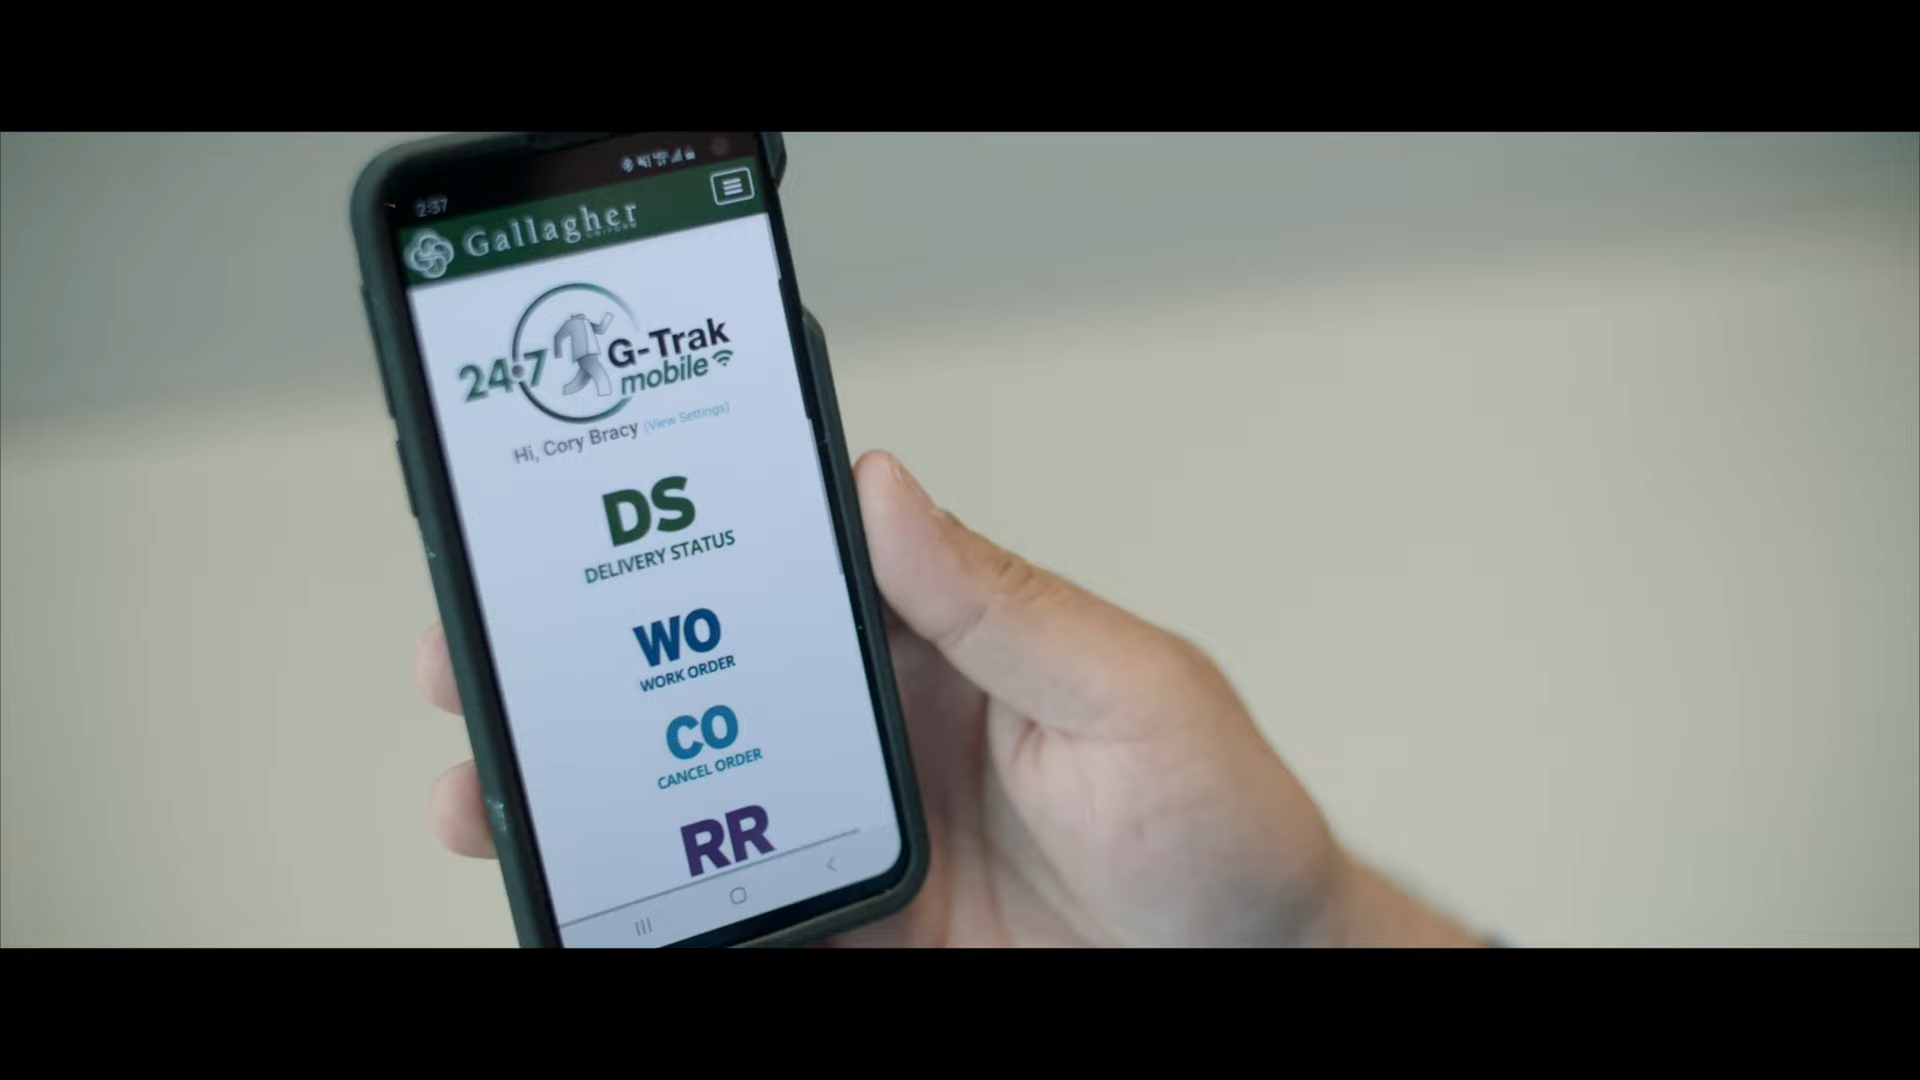 2:37
Gallagher
UNIFORM
24•7 G-Trak
mobile
Hi, Cory Bracy (View Settings)
DS
DELIVERY STATUS
WO
WORK ORDER
CO
CANCEL ORDER
RR